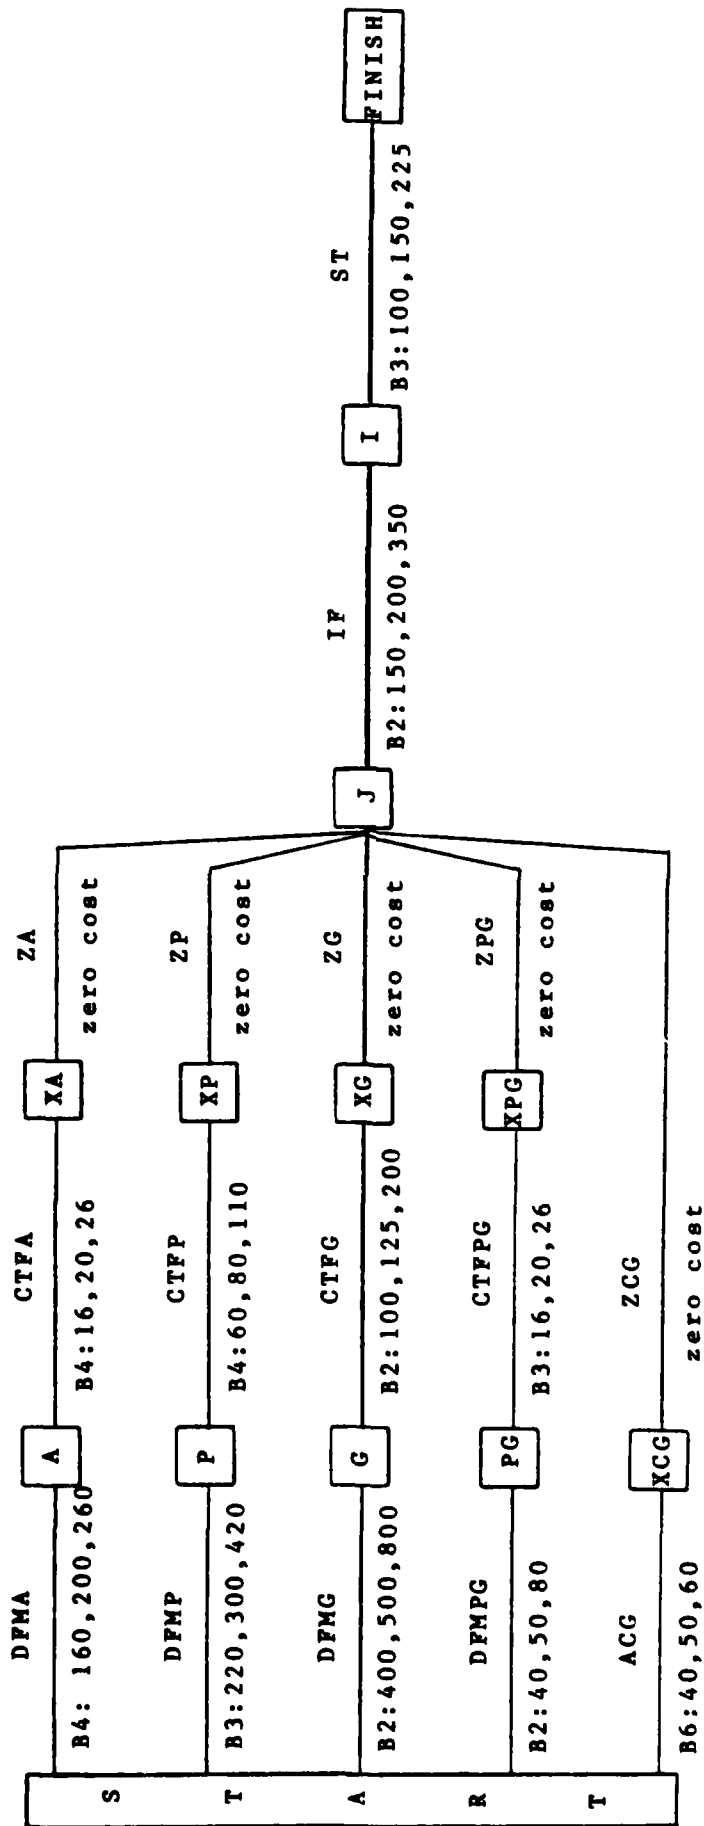 START
DFMA
B4: 160,200,260
A
CTFA
B4:16,20,26
XA
ZA
zero cost
DFMP
B3:220,300,420
P
CTFP
B4:60,80,110
XP
ZP
zero cost
DFMG
B2:400,500,800
G
CTFG
B2:100,125,200
XG
ZG
zero cost
DFMPG
B2:40,50,80
PG
CTFPG
B3:16,20,26
XPG
ZPG
zero cost
ACG
B6:40,50,60
XCG
ZCG
zero cost
J
IF
B2:150,200,350
I
ST
B3:100,150,225
FINISH